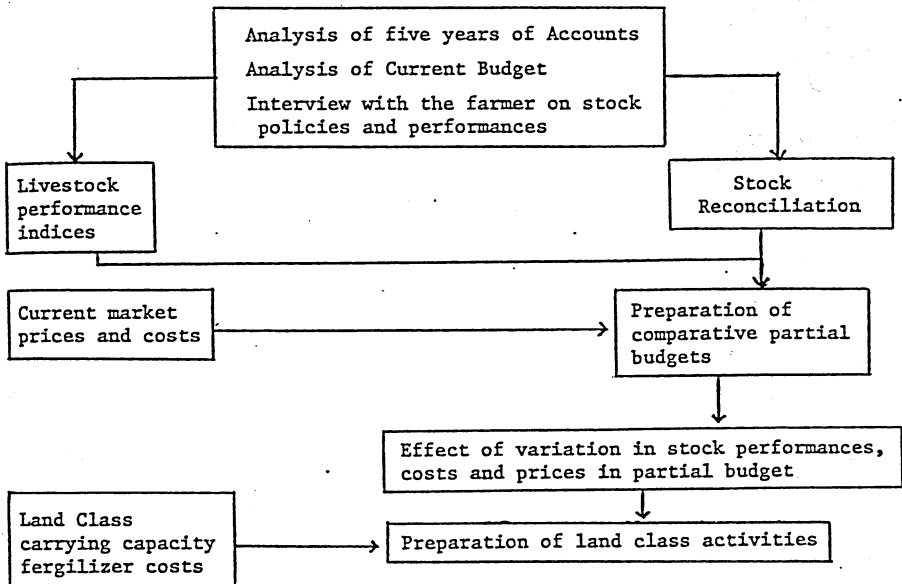 Analysis of five years of Accounts
Analysis of Current Budget
Interview with the farmer on stock
policies and performances
Livestock
performance
indices
Stock
Reconciliation
Current market
prices and costs
Preparation of
comparative partial
budgets
Effect of variation in stock performances,
costs and prices in partial budget
Land Class
carrying capacity
fergilizer costs
Preparation of land class activities